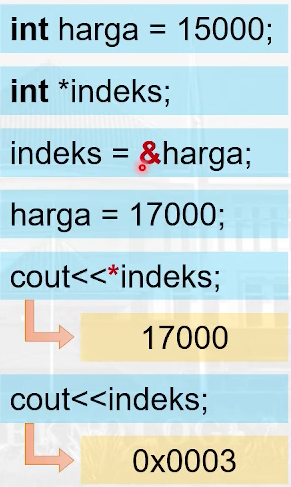 int harga = 15000;
int *indeks;
indeks = &harga;
harga = 17000;
cout<<*indeks;
17000
cout<<indeks;
0x0003